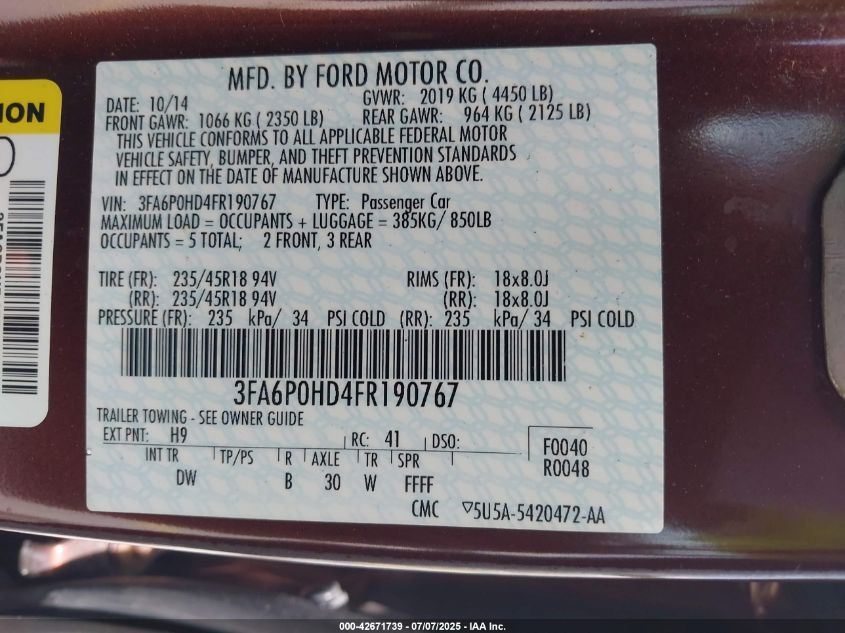 MFD. BY FORD MOTOR CO.
DATE: 10/14 GVWR: 2019 KG ( 4450 LB)
FRONT GAWR: 1066 KG ( 2350 LB) REAR GAWR: 964 KG ( 2125 LB)
THIS VEHICLE CONFORMS TO ALL APPLICABLE FEDERAL MOTOR
VEHICLE SAFETY, BUMPER, AND THEFT PREVENTION STANDARDS
IN EFFECT ON THE DATE OF MANUFACTURE SHOWN ABOVE.
VIN: 3FA6P0HD4FR190767 TYPE: Passenger Car
MAXIMUM LOAD = OCCUPANTS + LUGGAGE = 385KG/ 850LB
OCCUPANTS = 5 TOTAL; 2 FRONT, 3 REAR
TIRE (FR): 235/45R18 94V RIMS (FR): 18x8.0J
(RR): 235/45R18 94V (RR): 18x8.0J
PRESSURE (FR): 235 kPa/ 34 PSI COLD (RR): 235 kPa/ 34 PSI COLD
3FA6P0HD4FR190767
TRAILER TOWING - SEE OWNER GUIDE
EXT PNT: H9 RC: 41 DSO:
F0040
R0048
INT TR TP/PS R AXLE TR SPR
DW B 30 W FFFF
CMC ▽5U5A-5420472-AA
000-42671739 - 07/07/2025 - IAA Inc.